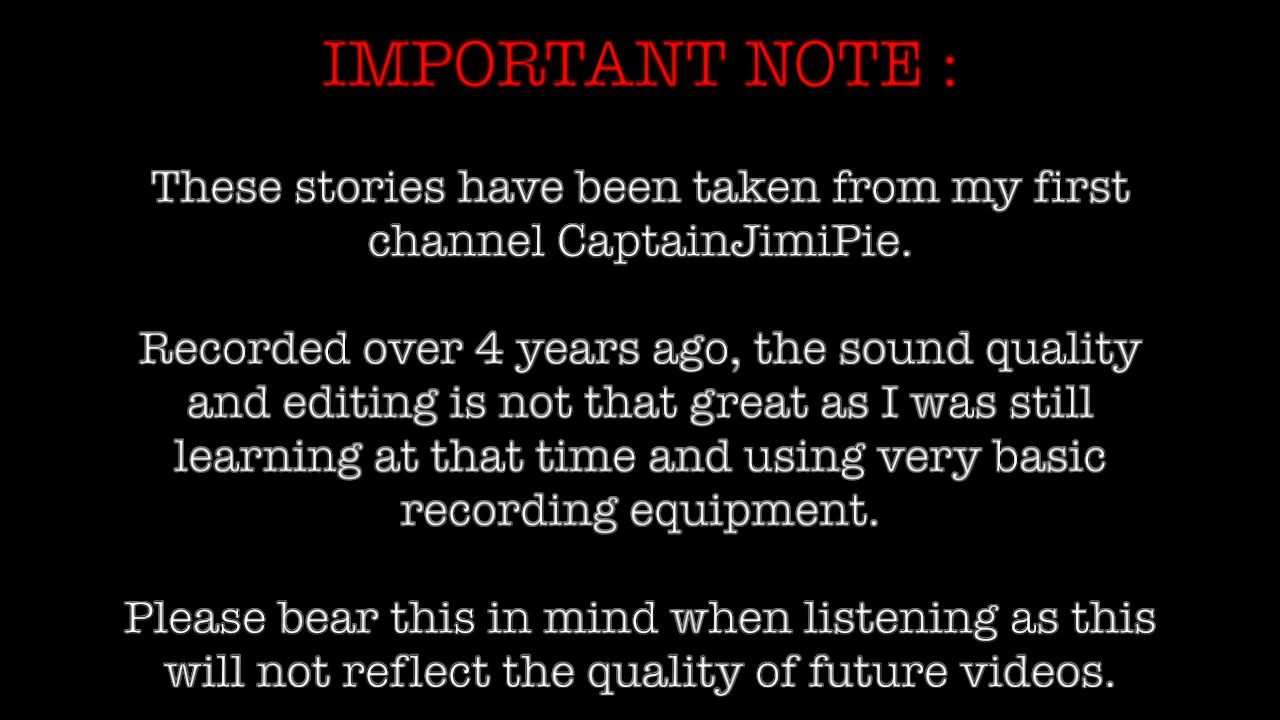 IMPORTANT NOTE :
These stories have been taken from my first
channel CaptainJimiPie.
Recorded over 4 years ago, the sound quality
and editing is not that great as I was still
learning at that time and using very basic
recording equipment.
Please bear this in mind when listening as this
will not reflect the quality of future videos.